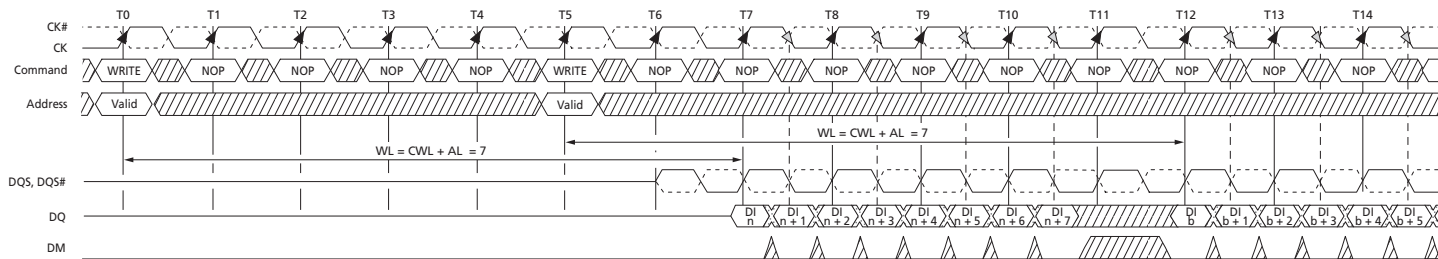 T0 T1 T2 T3 T4 T5 T6 T7 T8 T9 T10 T11 T12 T13 T14
CK#
CK
Command WRITE NOP NOP NOP NOP WRITE NOP NOP NOP NOP NOP NOP NOP NOP NOP
Address Valid Valid
WL = CWL + AL = 7
WL = CWL + AL = 7
DQS, DQS#
DQ DI n DI n + 1 DI n + 2 DI n + 3 DI n + 4 DI n + 5 DI n + 6 DI n + 7 DI b DI b + 1 DI b + 2 DI b + 3 DI b + 4 DI b + 5
DM